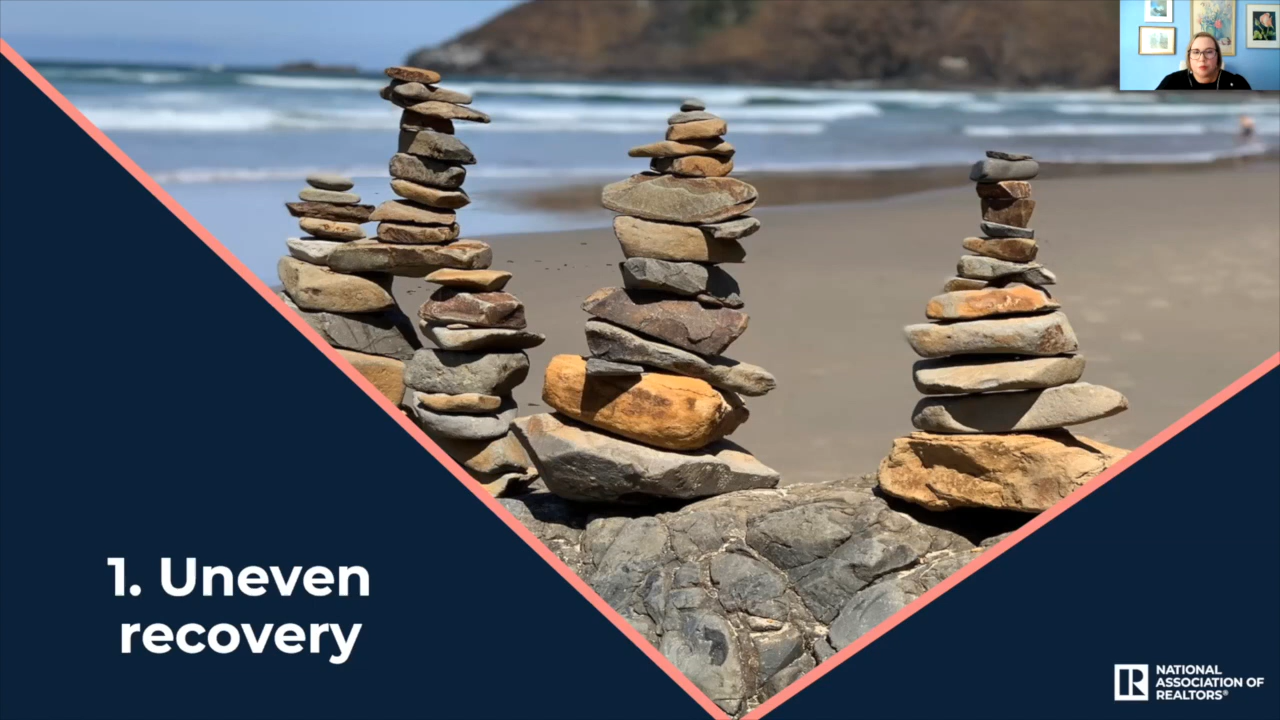 1. Uneven
recovery
NATIONAL
ASSOCIATION OF
REALTORS®